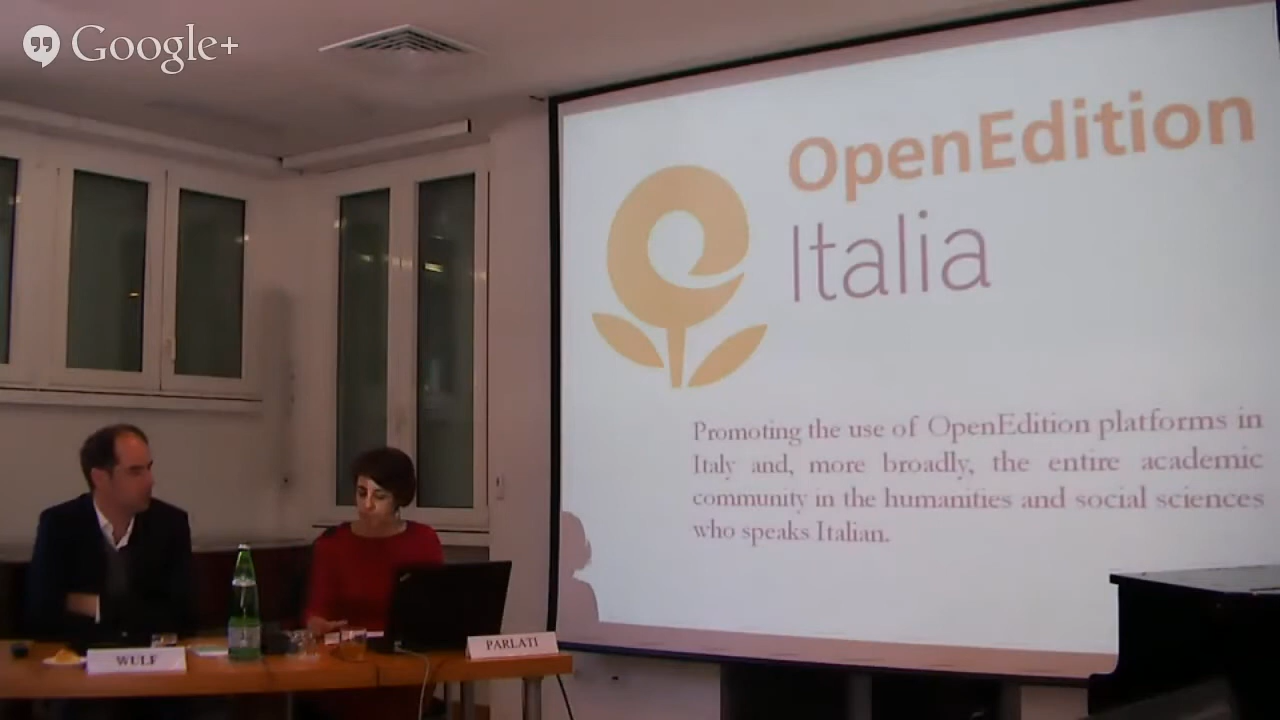 Google+
OpenEdition
Italia
Promoting the use of OpenEdition platforms in
Italy and, more broadly, the entire academic
community in the humanities and social sciences
who speaks Italian.
WULF
PARLATI